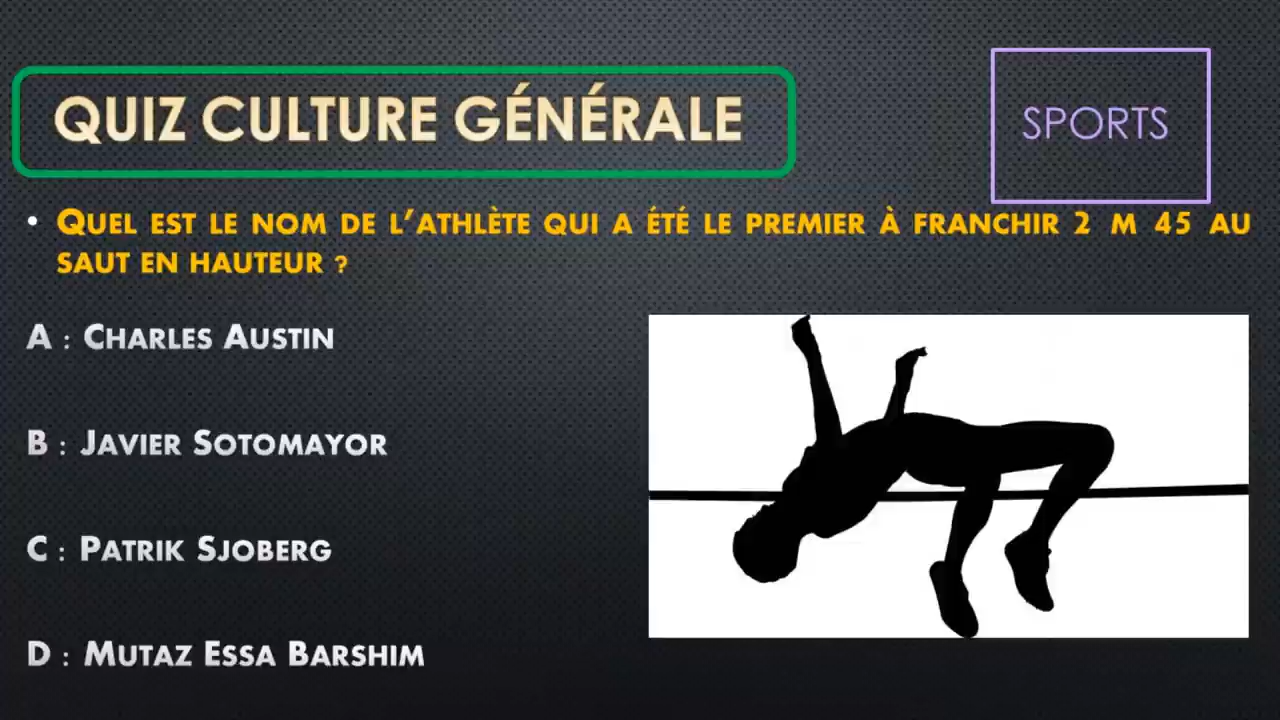 QUIZ CULTURE GÉNÉRALE
SPORTS
• QUEL EST LE NOM DE L'ATHLÈTE QUI A ÉTÉ LE PREMIER À FRANCHIR 2 M 45 AU
SAUT EN HAUTEUR ?
A : CHARLES AUSTIN
B : JAVIER SOTOMAYOR
C : PATRIK SJOBERG
D : MUTAZ ESSA BARSHIM